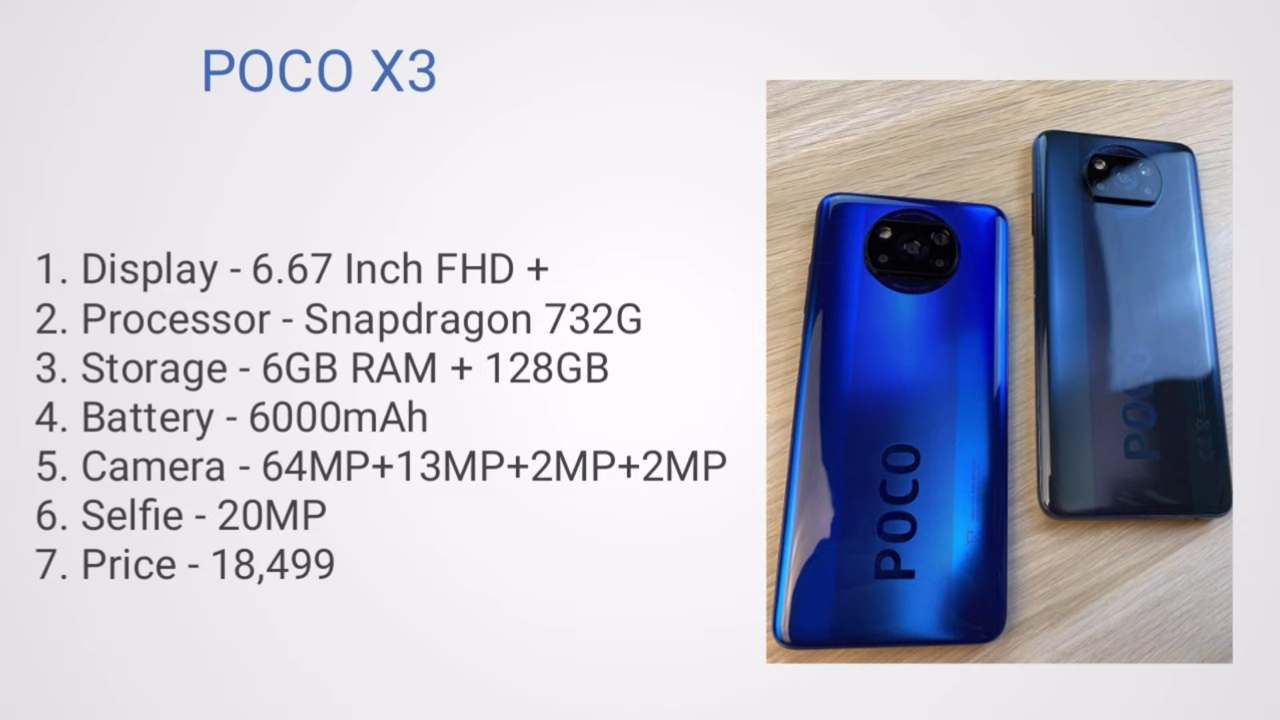 POCO X3
1. Display - 6.67 Inch FHD +
2. Processor - Snapdragon 732G
3. Storage - 6GB RAM + 128GB
4. Battery - 6000mAh
5. Camera - 64MP+13MP+2MP+2MP
6. Selfie - 20MP
7. Price - 18,499
POCO
POCO